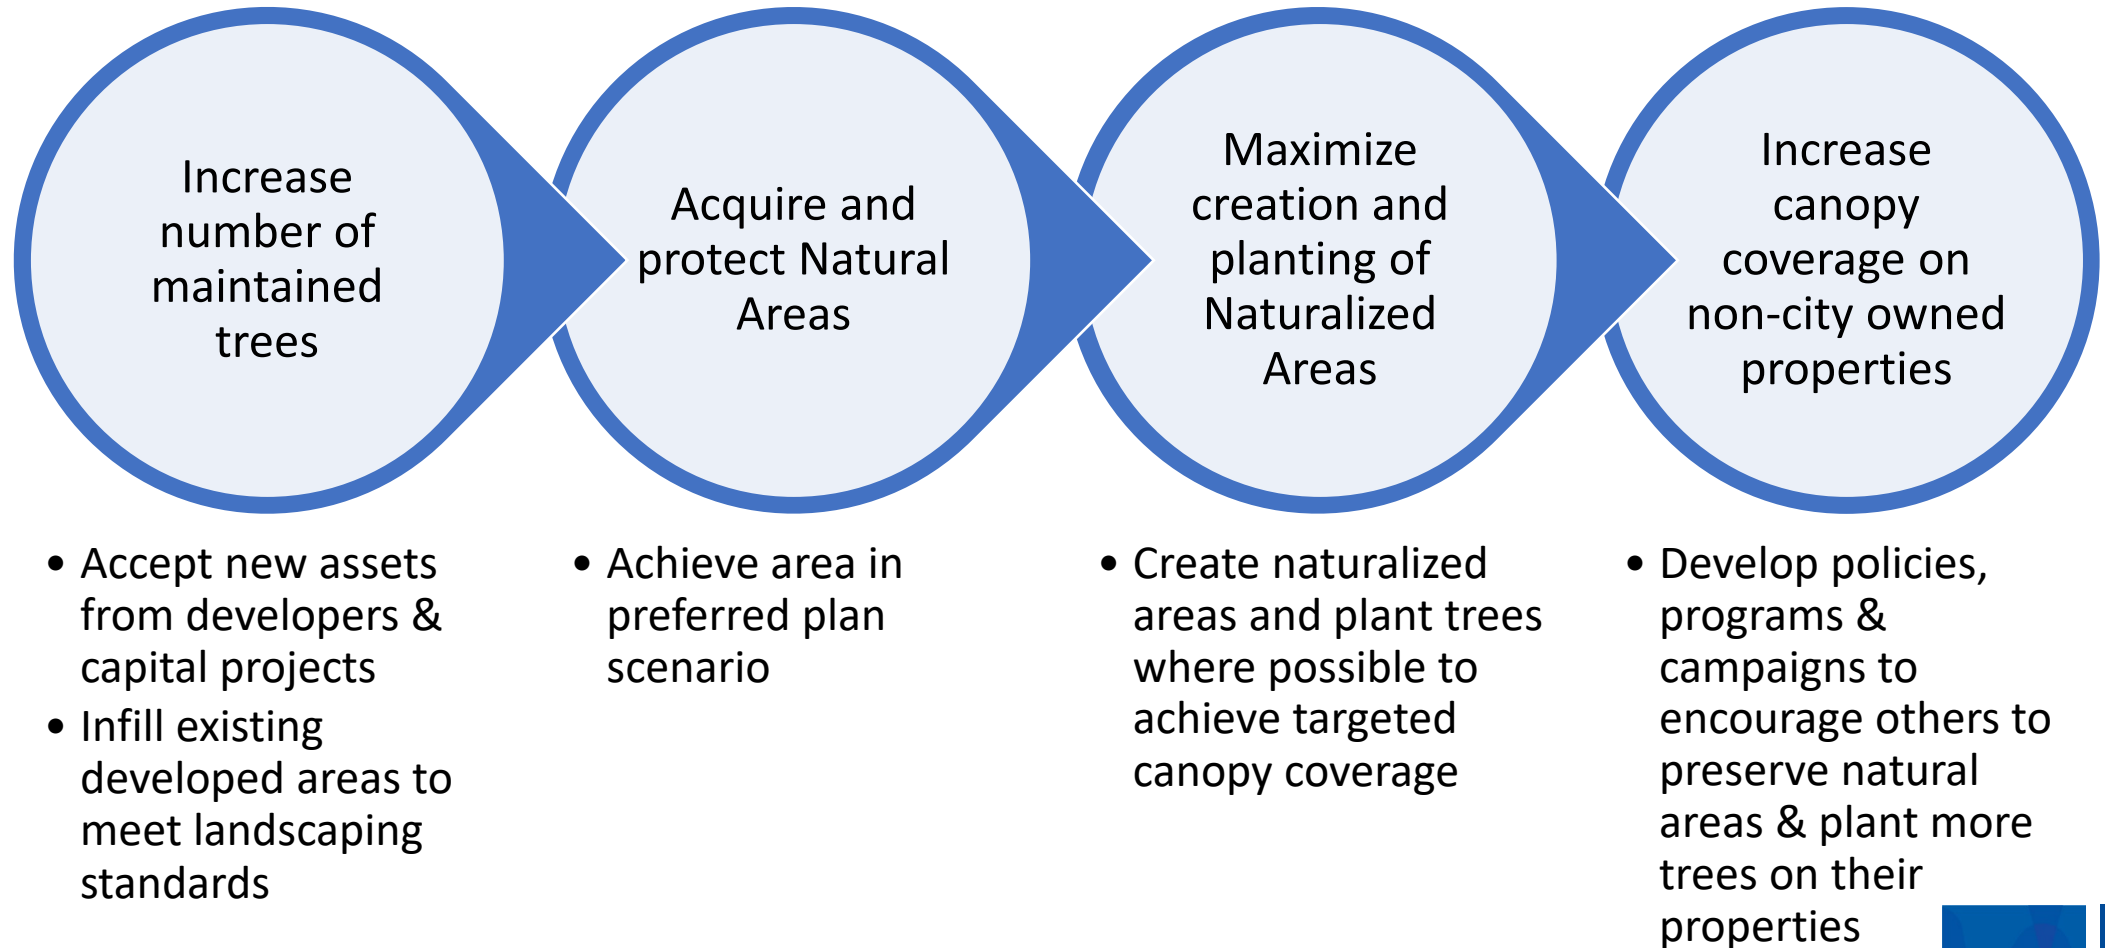 Increase
number of
maintained
trees
Acquire and
protect Natural
Areas
Maximize
creation and
planting of
Naturalized
Areas
Increase
canopy
coverage on
non-city owned
properties
• Accept new assets
from developers &
capital projects
• Infill existing
developed areas to
meet landscaping
standards
• Achieve area in
preferred plan
scenario
• Create naturalized
areas and plant trees
where possible to
achieve targeted
canopy coverage
• Develop policies,
programs &
campaigns to
encourage others to
preserve natural
areas & plant more
trees on their
properties